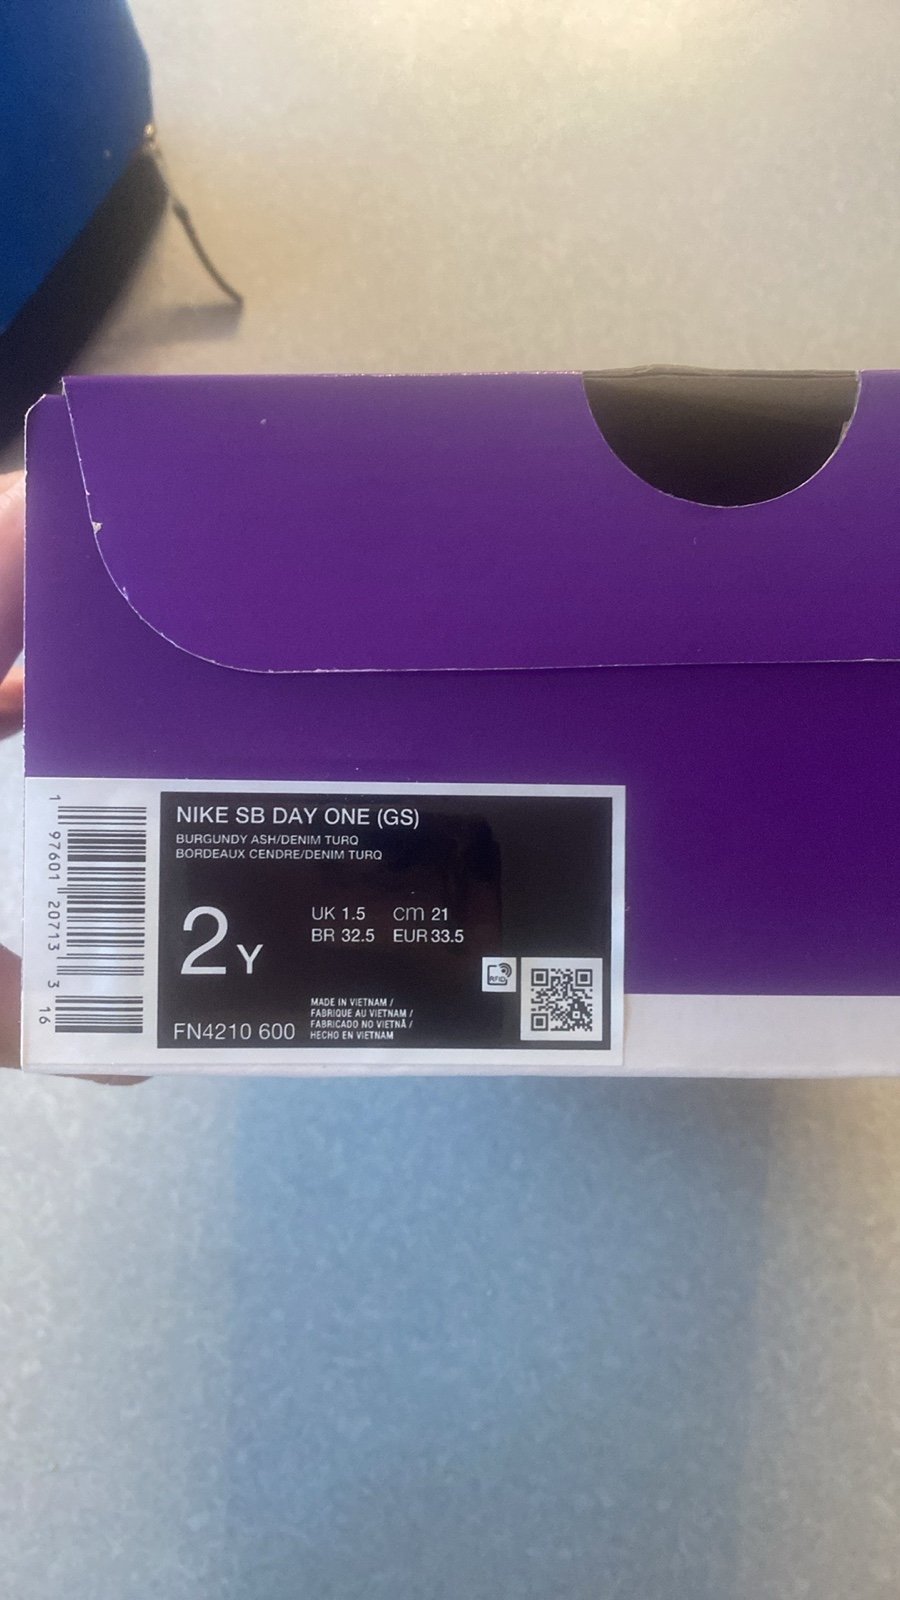 NIKE SB DAY ONE (GS)
BURGUNDY ASH/DENIM TURQ
BORDEAUX CENDRE/DENIM TURQ
2Y
UK 1.5 cm 21
BR 32.5 EUR 33.5
RFID
MADE IN VIETNAM /
FABRIQUE AU VIETNAM /
FABRICADO NO VIETNÃ /
HECHO EN VIETNAM
FN4210 600
1 97601 20713 3 16